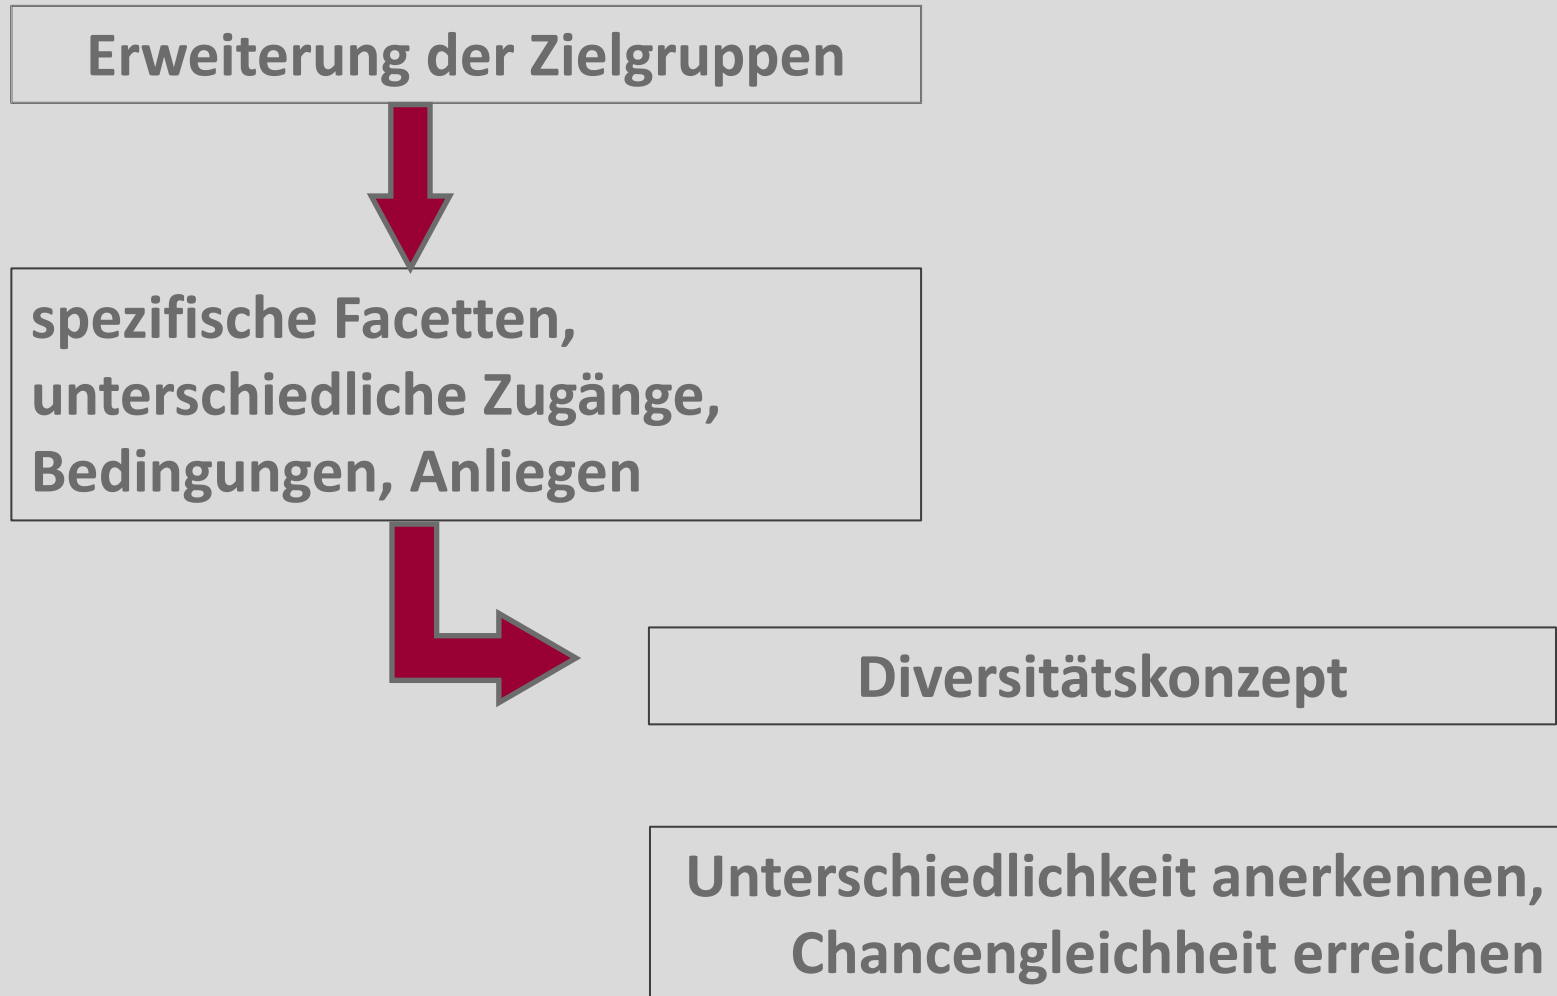 Erweiterung der Zielgruppen
spezifische Facetten,
unterschiedliche Zugänge,
Bedingungen, Anliegen
Diversitätskonzept
Unterschiedlichkeit anerkennen,
Chancengleichheit erreichen